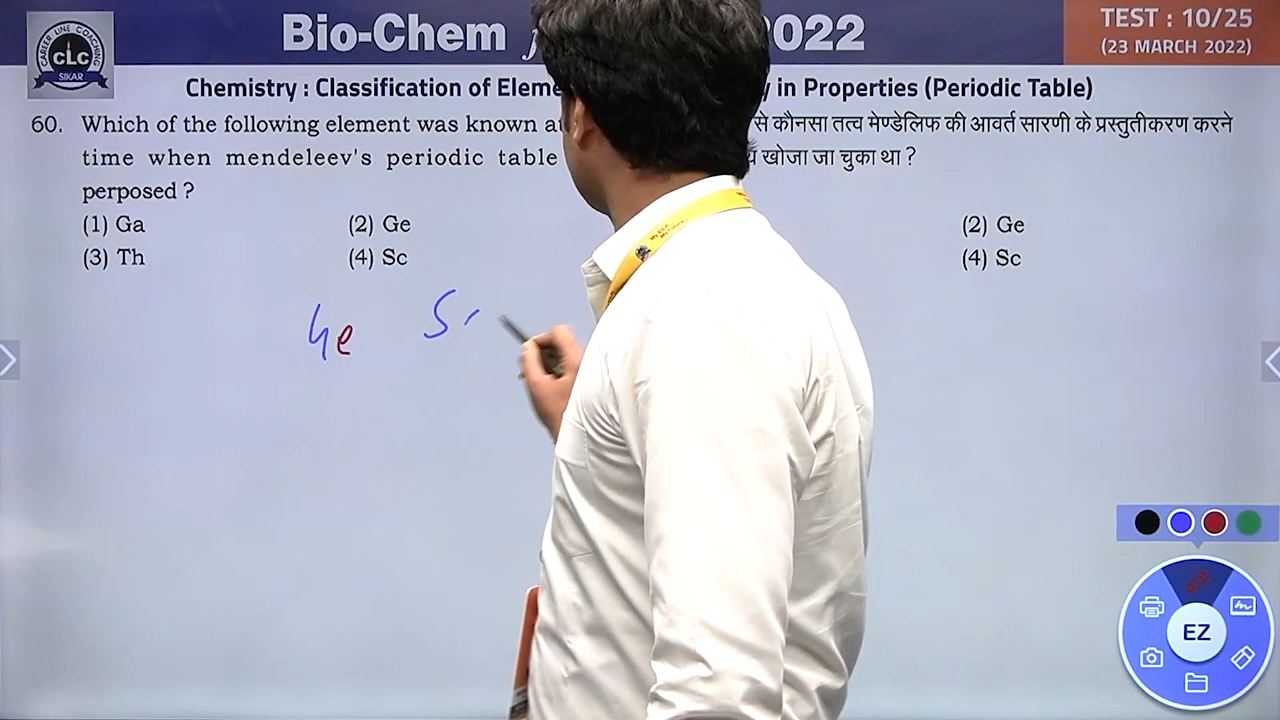 CAREER LINE COACHING
CLC
SIKAR
Bio-Chem 2022
TEST : 10/25
(23 MARCH 2022)
Chemistry : Classification of Eleme y in Properties (Periodic Table)
60. Which of the following element was known a
time when mendeleev's periodic table
perposed ?
(1) Ga (2) Ge
(3) Th (4) Sc
से कौनसा तत्व मेण्डेलिफ की आवर्त सारणी के प्रस्तुतीकरण करने
य खोजा जा चुका था ?
(2) Ge
(4) Sc
Ge
EZ